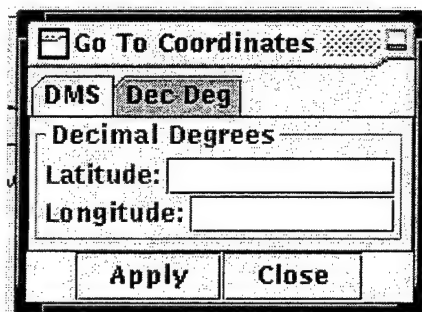 Go To Coordinates
DMS Dec Deg
Decimal Degrees
Latitude:
Longitude:
Apply Close